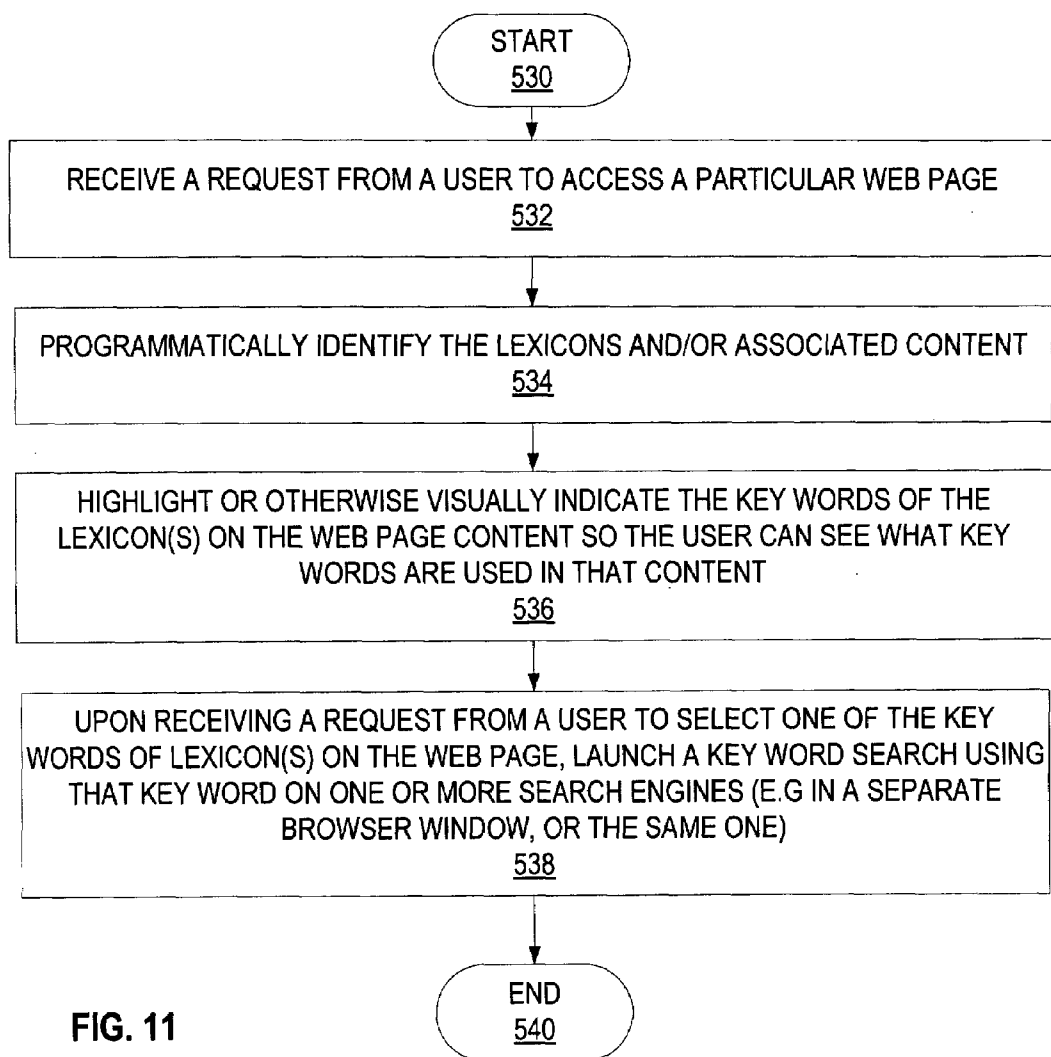 START
530
RECEIVE A REQUEST FROM A USER TO ACCESS A PARTICULAR WEB PAGE
532
PROGRAMMATICALLY IDENTIFY THE LEXICONS AND/OR ASSOCIATED CONTENT
534
HIGHLIGHT OR OTHERWISE VISUALLY INDICATE THE KEY WORDS OF THE
LEXICON(S) ON THE WEB PAGE CONTENT SO THE USER CAN SEE WHAT KEY
WORDS ARE USED IN THAT CONTENT
536
UPON RECEIVING A REQUEST FROM A USER TO SELECT ONE OF THE KEY
WORDS OF LEXICON(S) ON THE WEB PAGE, LAUNCH A KEY WORD SEARCH USING
THAT KEY WORD ON ONE OR MORE SEARCH ENGINES (E.G IN A SEPARATE
BROWSER WINDOW, OR THE SAME ONE)
538
END
540
FIG. 11